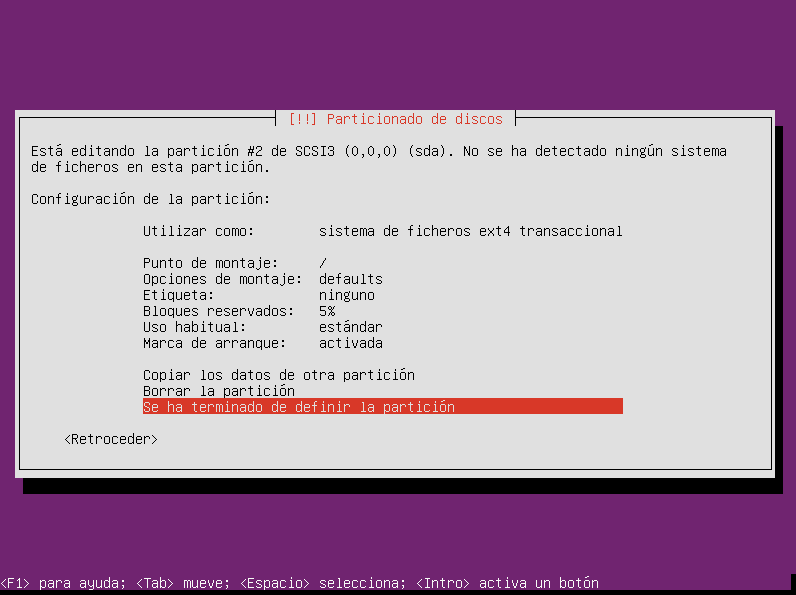 [!!] Particionado de discos
Está editando la partición #2 de SCSI3 (0,0,0) (sda). No se ha detectado ningún sistema
de ficheros en esta partición.
Configuración de la partición:
Utilizar como: sistema de ficheros ext4 transaccional
Punto de montaje: /
Opciones de montaje: defaults
Etiqueta: ninguno
Bloques reservados: 5%
Uso habitual: estándar
Marca de arranque: activada
Copiar los datos de otra partición
Borrar la partición
Se ha terminado de definir la partición
<Retroceder>
<F1> para ayuda; <Tab> mueve; <Espacio> selecciona; <Intro> activa un botón